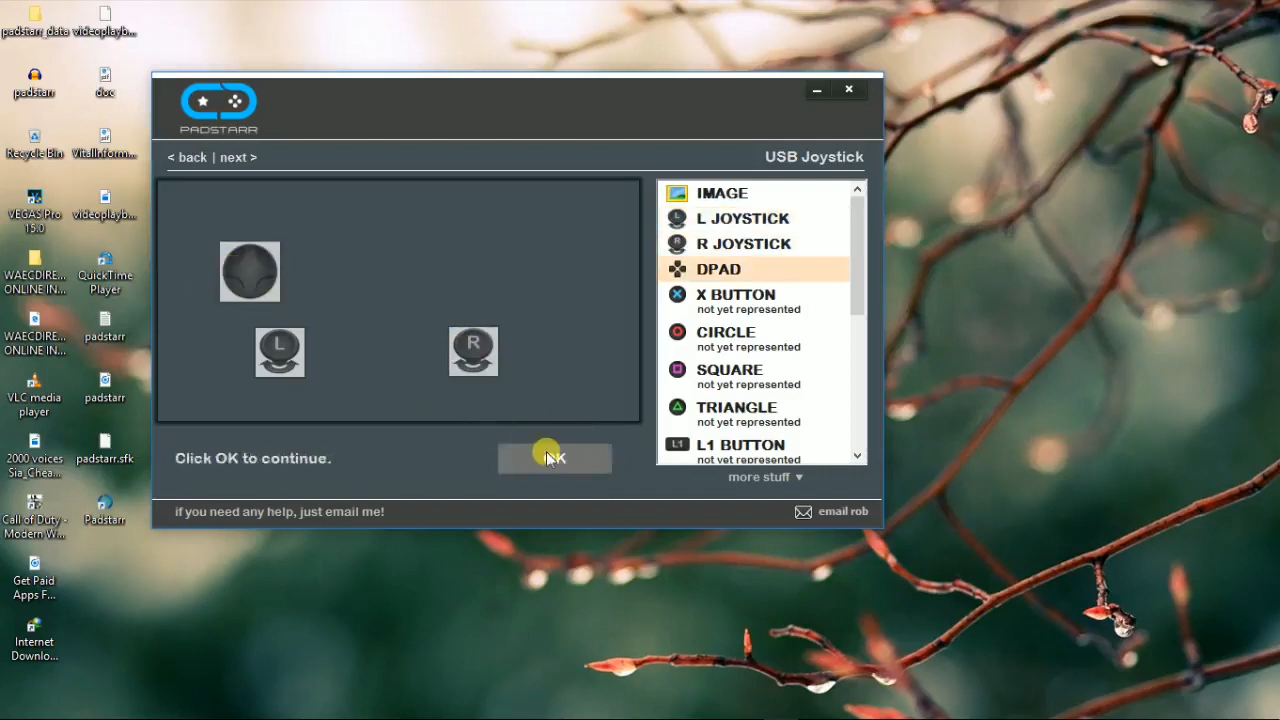 padstarr_data
videoplayb...
padstarr
doc
Recycle Bin
VitalInform...
VEGAS Pro
15.0
videoplayb...
WAECDIRE...
ONLINE IN...
QuickTime
Player
WAECDIRE...
ONLINE IN...
padstarr
VLC media
player
padstarr
2000 voices
Sia_Chea...
padstarr.sfk
Call of Duty -
Modern W...
Padstarr
Get Paid
Apps F...
Internet
Downlo...
PADSTARR
< back | next >
USB Joystick
L
R
IMAGE
L JOYSTICK
R JOYSTICK
DPAD
X BUTTON
not yet represented
CIRCLE
not yet represented
SQUARE
not yet represented
TRIANGLE
not yet represented
L1
L1 BUTTON
not yet represented
more stuff ▼
Click OK to continue.
OK
if you need any help, just email me!
email rob